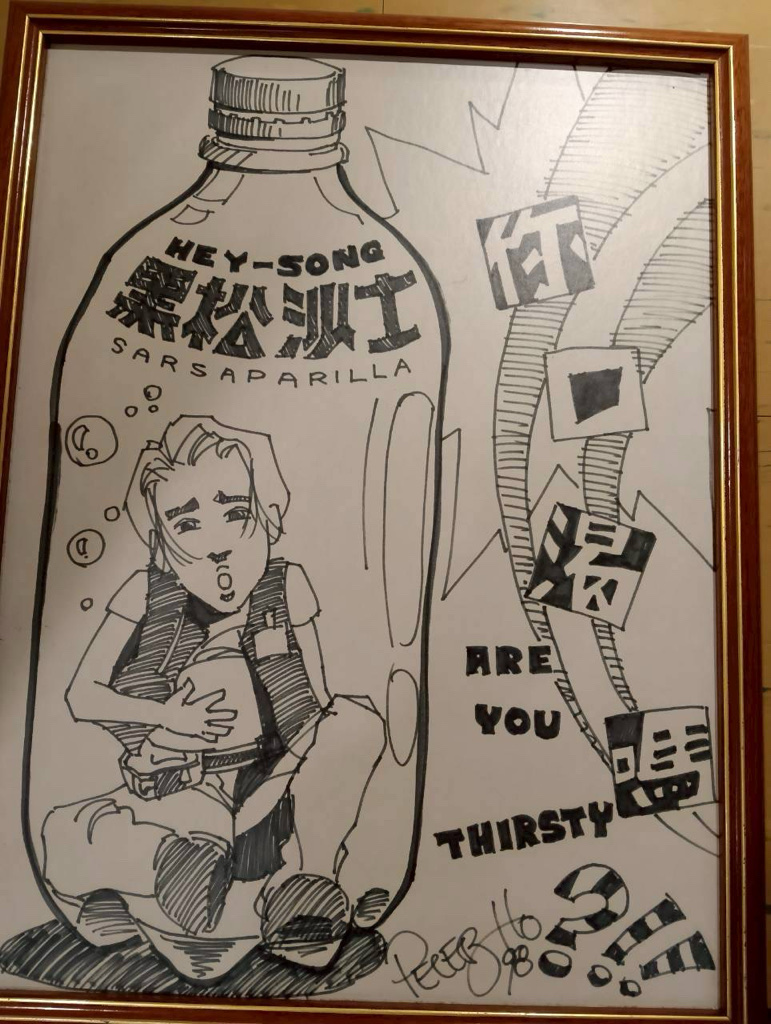 HEY-SONG
黑松沙士
SARSAPARILLA
你
口
渴
嗎
ARE
YOU
THIRSTY
?!!
PETER HO
98